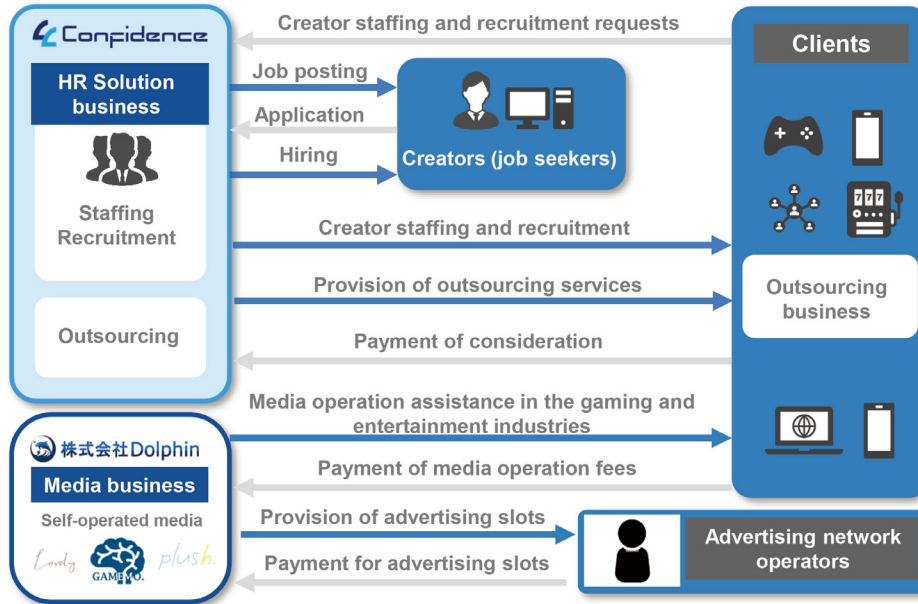 Confidence
HR Solution
business
Staffing
Recruitment
Outsourcing
Creator staffing and recruitment requests
Job posting
Application
Hiring
Creators (job seekers)
Creator staffing and recruitment
Provision of outsourcing services
Payment of consideration
Clients
777
Outsourcing
business
株式会社Dolphin
Media business
Self-operated media
Lovely
GAMEMO.
plush.
Media operation assistance in the gaming and
entertainment industries
Payment of media operation fees
Provision of advertising slots
Payment for advertising slots
Advertising network
operators